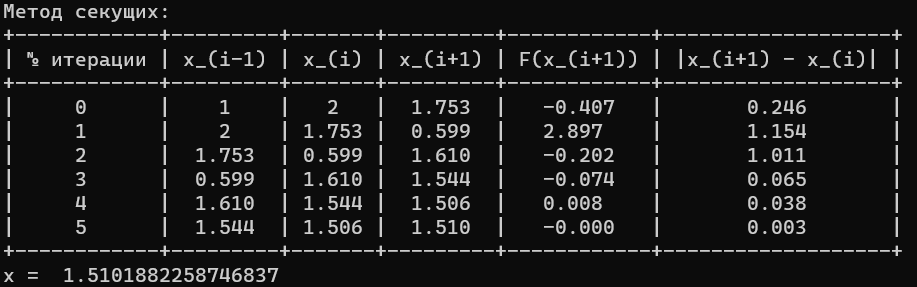 Метод секущих:
+------------+---------+--------+---------+-------------+-------------------+
| № итерации | x_(i-1) | x_(i) | x_(i+1) | F(x_(i+1)) | |x_(i+1) - x_(i)| |
+------------+---------+--------+---------+-------------+-------------------+
| 0 | 1 | 2 | 1.753 | -0.407 | 0.246 |
| 1 | 2 | 1.753 | 0.599 | 2.897 | 1.154 |
| 2 | 1.753 | 0.599 | 1.610 | -0.202 | 1.011 |
| 3 | 0.599 | 1.610 | 1.544 | -0.074 | 0.065 |
| 4 | 1.610 | 1.544 | 1.506 | 0.008 | 0.038 |
| 5 | 1.544 | 1.506 | 1.510 | -0.000 | 0.003 |
+------------+---------+--------+---------+-------------+-------------------+
x = 1.5101882258746837